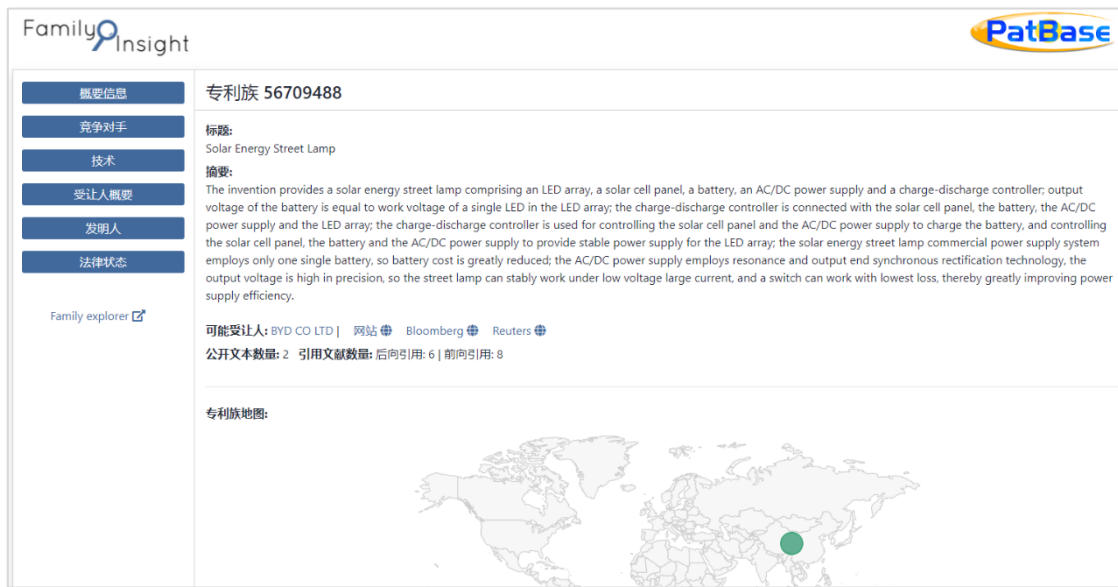 Family Insight
PatBase
概要信息
竞争对手
技术
受让人概要
发明人
法律状态
Family explorer
专利族 56709488
标题:
Solar Energy Street Lamp
摘要:
The invention provides a solar energy street lamp comprising an LED array, a solar cell panel, a battery, an AC/DC power supply and a charge-discharge controller; output
voltage of the battery is equal to work voltage of a single LED in the LED array; the charge-discharge controller is connected with the solar cell panel, the battery, the AC/DC
power supply and the LED array; the charge-discharge controller is used for controlling the solar cell panel and the AC/DC power supply to charge the battery, and controlling
the solar cell panel, the battery and the AC/DC power supply to provide stable power supply for the LED array; the solar energy street lamp commercial power supply system
employs only one single battery, so battery cost is greatly reduced; the AC/DC power supply employs resonance and output end synchronous rectification technology, the
output voltage is high in precision, so the street lamp can stably work under low voltage large current, and a switch can work with lowest loss, thereby greatly improving power
supply efficiency.
可能受让人: BYD CO LTD | 网站 Bloomberg Reuters
公开文本数量: 2 引用文献数量: 后向引用: 6 | 前向引用: 8
专利族地图: